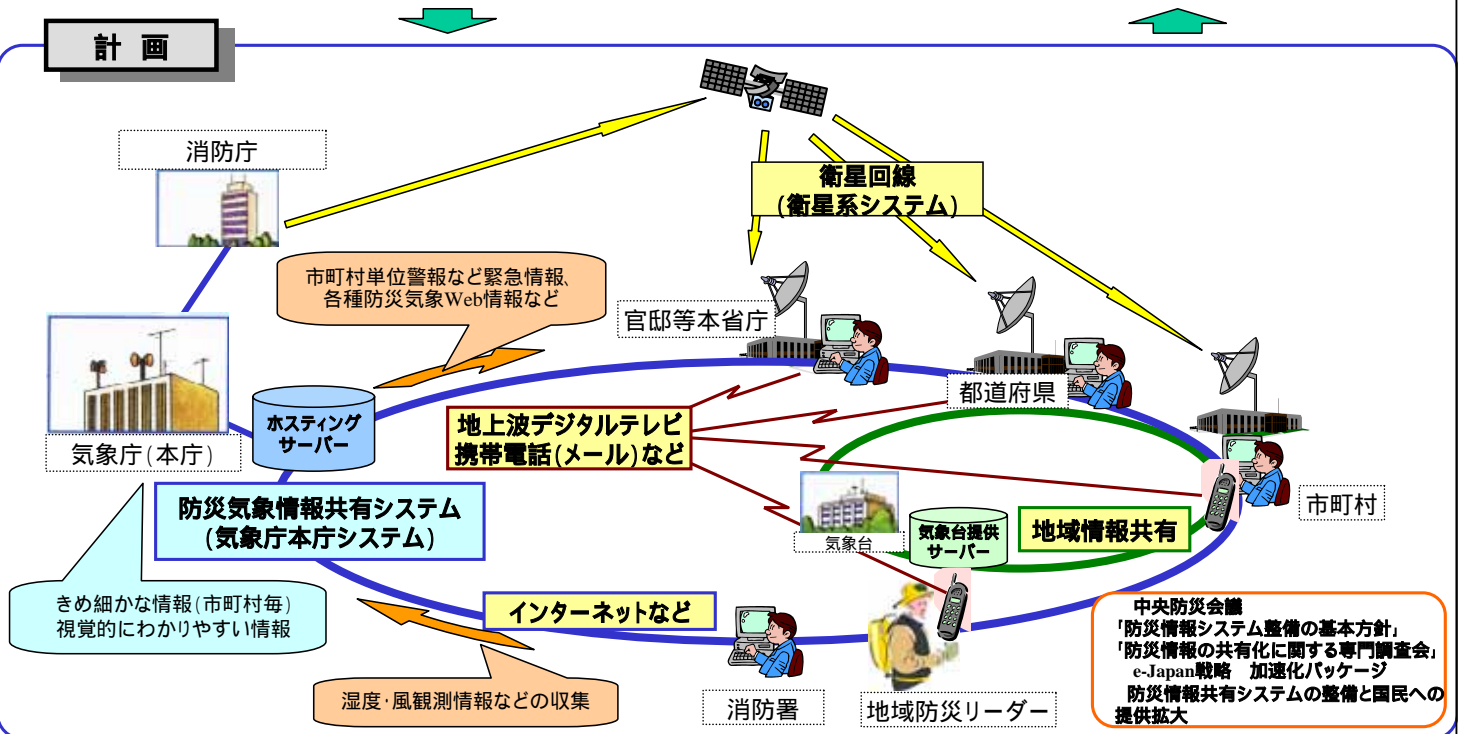 計 画
消防庁
衛星回線
(衛星系システム)
市町村単位警報など緊急情報、
各種防災気象Web情報など
官邸等本省庁
都道府県
ホスティング
サーバー
地上波デジタルテレビ
携帯電話(メール)など
気象庁(本庁)
市町村
防災気象情報共有システム
(気象庁本庁システム)
気象台
気象台提供
サーバー
地域情報共有
きめ細かな情報(市町村毎)
視覚的にわかりやすい情報
インターネットなど
湿度・風観測情報などの収集
消防署
地域防災リーダー
中央防災会議
「防災情報システム整備の基本方針」
「防災情報の共有化に関する専門調査会」
e-Japan戦略 加速化パッケージ
防災情報共有システムの整備と国民への
提供拡大